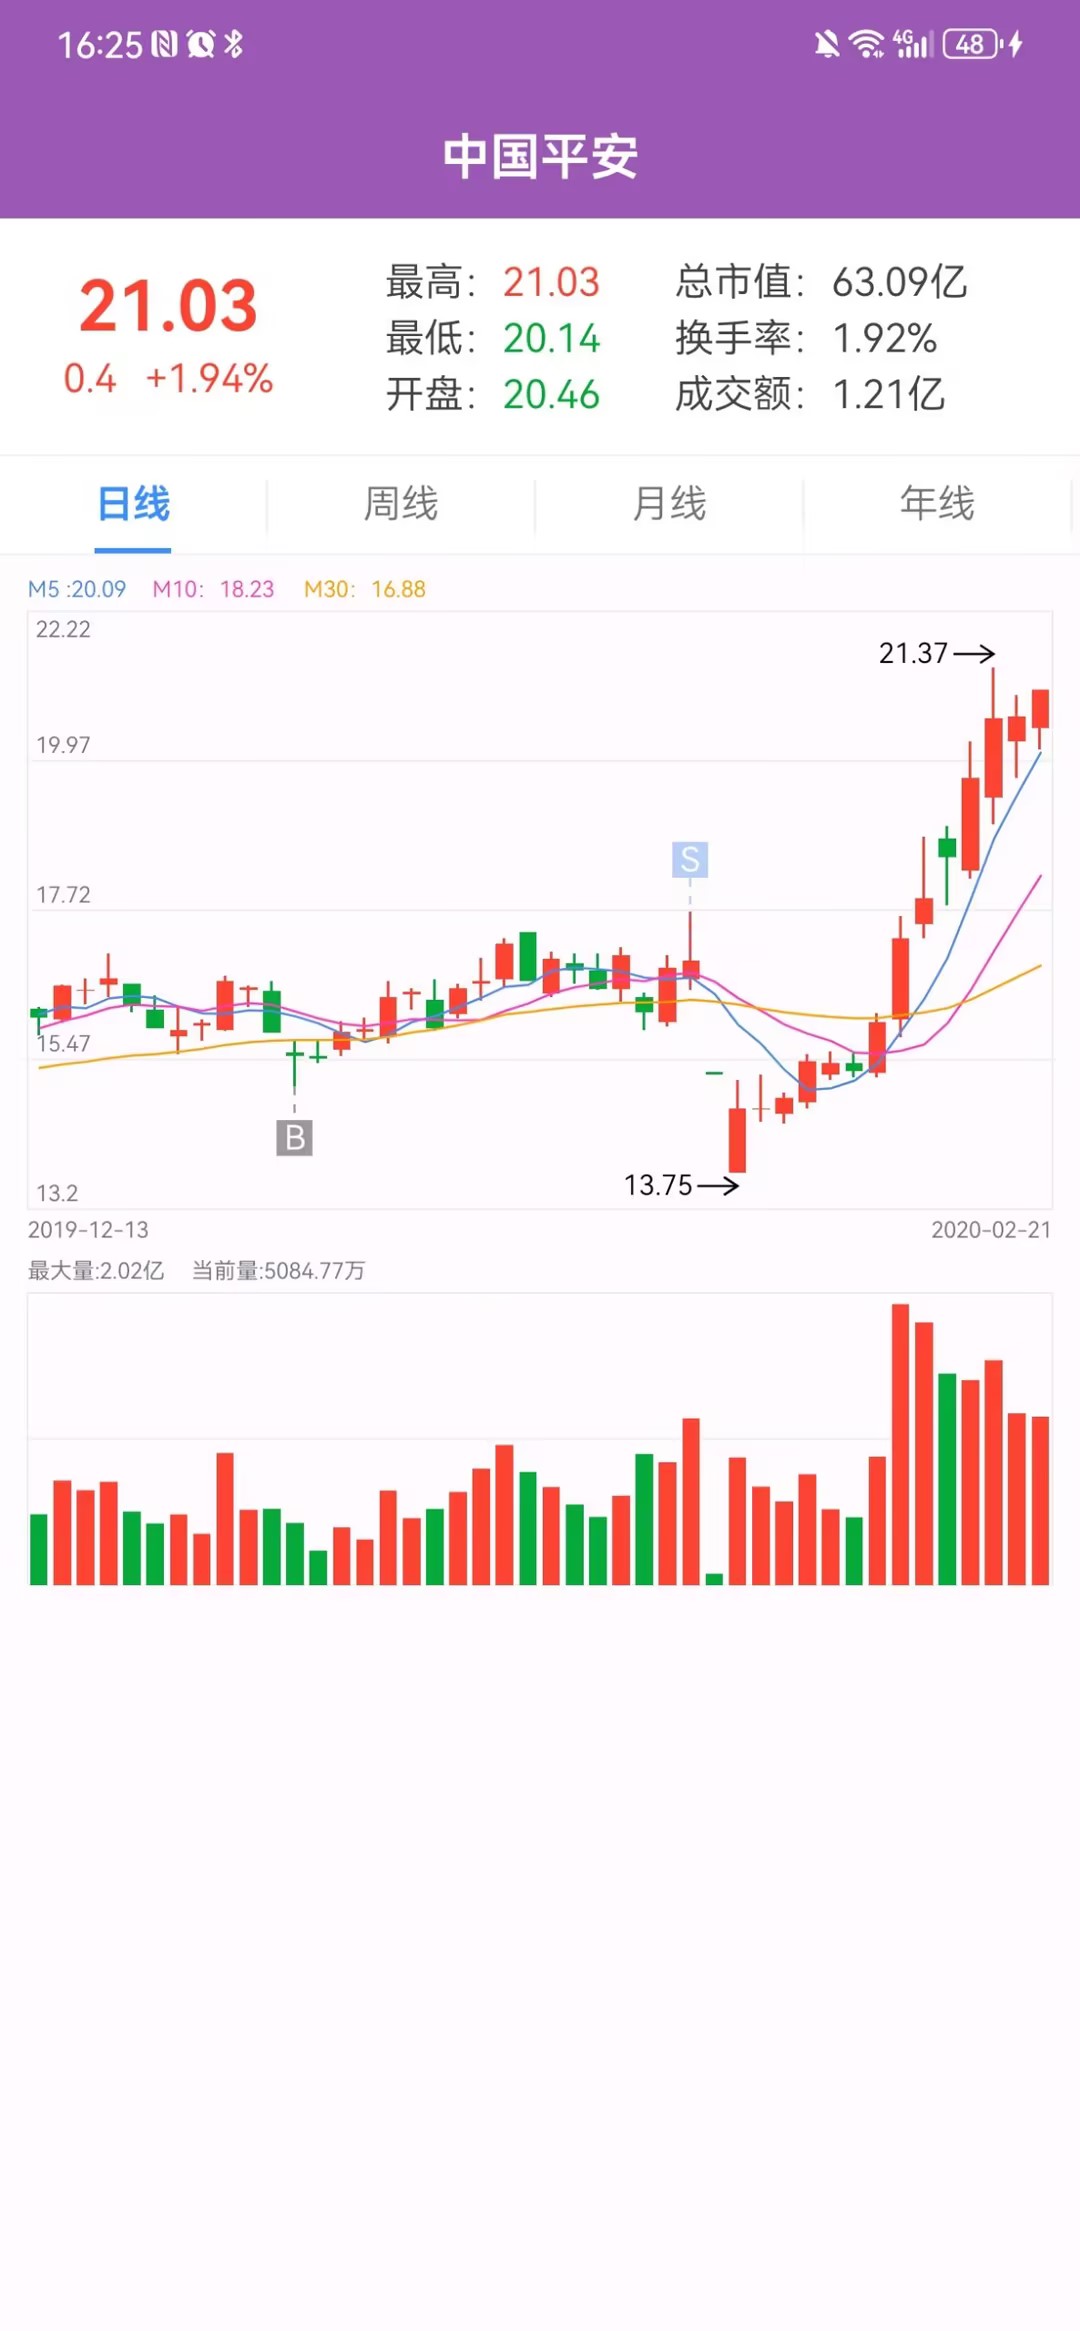 16:25 4G 48
中国平安
21.03
0.4 +1.94%
最高： 21.03 总市值： 63.09亿
最低： 20.14 换手率： 1.92%
开盘： 20.46 成交额： 1.21亿
日线 周线 月线 年线
M5 :20.09 M10： 18.23 M30： 16.88
22.22
21.37
19.97
S
17.72
15.47
B
13.75
13.2
2019-12-13 2020-02-21
最大量:2.02亿 当前量:5084.77万